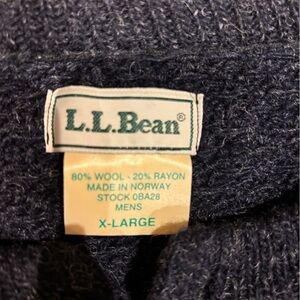 L.L.Bean®
80% WOOL - 20% RAYON
MADE IN NORWAY
STOCK 0BA28
MENS
X-LARGE